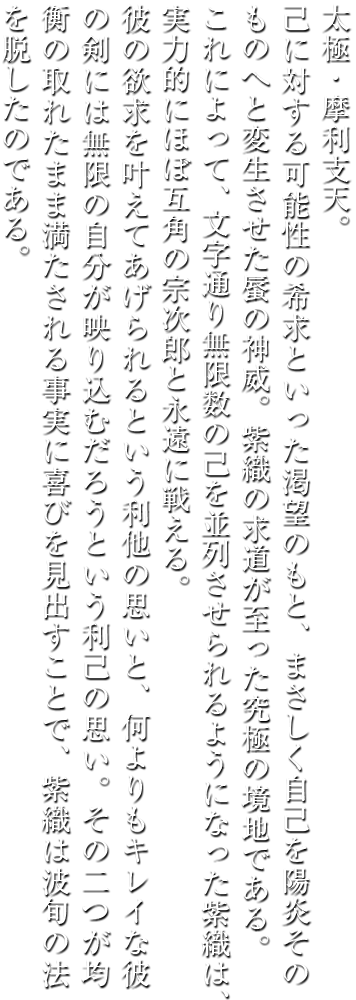 太極・摩利支天。
己に対する可能性の希求といった渇望のもと、まさしく自己を陽炎その
ものへと変生させた蜃の神威。紫織の求道が至った究極の境地である。
これによって、文字通り無限数の己を並列させられるようになった紫織は、
実力的にほぼ互角の宗次郎と永遠に戦える。
彼の欲求を叶えてあげられるという利他の思いと、何よりもキレイな彼
の剣には無限の自分が映り込むだろうという利己の思い。その二つが均
衡の取れたまま満たされる事実に喜びを見出すことで、紫織は波旬の法
を脱したのである。